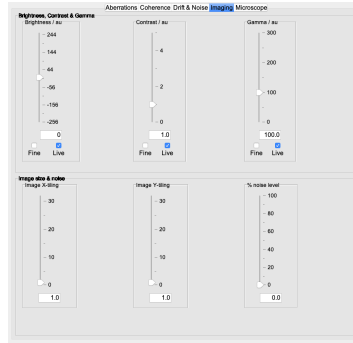 Aberrations Coherence Drift & Noise Imaging Microscope
Brightness, Contrast & Gamma
Brightness / au
244
144
44
-56
-156
-256
0
Fine Live
Contrast / au
4
2
0
1.0
Fine Live
Gamma / au
300
200
100
0
100.0
Fine Live
Image size & noise
Image X-tiling
30
20
10
0
1.0
Image Y-tiling
30
20
10
0
1.0
% noise level
100
80
60
40
20
0
0.0